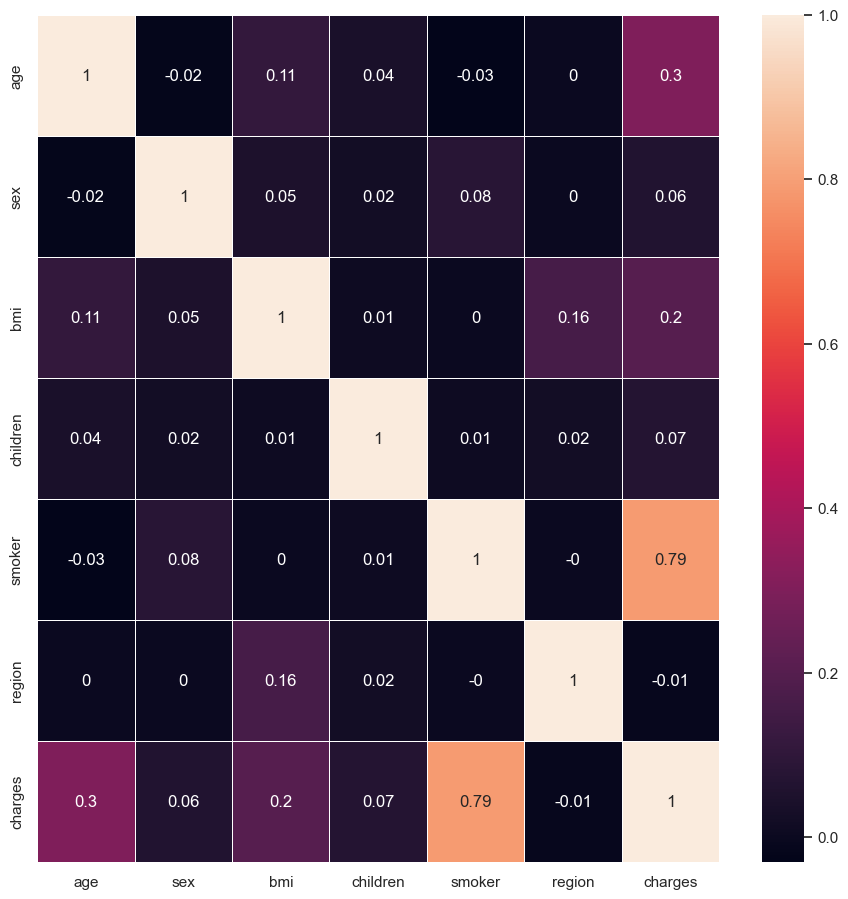 1.0
age 1 -0.02 0.11 0.04 -0.03 0 0.3
0.8
sex -0.02 1 0.05 0.02 0.08 0 0.06
bmi 0.11 0.05 1 0.01 0 0.16 0.2
0.6
children 0.04 0.02 0.01 1 0.01 0.02 0.07
0.4
smoker -0.03 0.08 0 0.01 1 -0 0.79
0.2
region 0 0 0.16 0.02 -0 1 -0.01
charges 0.3 0.06 0.2 0.07 0.79 -0.01 1
0.0
age sex bmi children smoker region charges